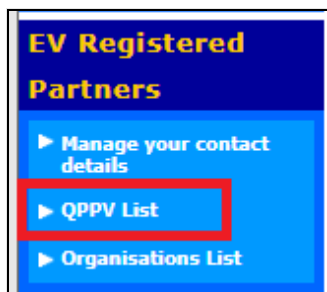 EV Registered
Partners
Manage your contact
details
QPPV List
Organisations List